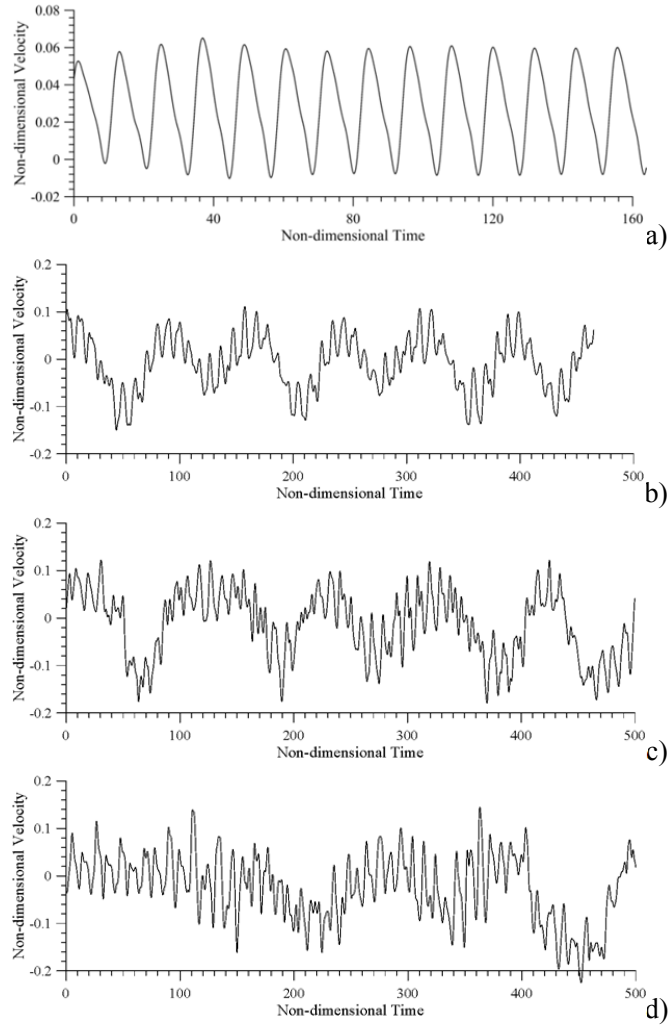 0.08
0.06
0.04
0.02
0
-0.02
Non-dimensional Velocity
0 40 80 120 160
Non-dimensional Time
a)
0.2
0.1
0
-0.1
-0.2
Non-dimensional Velocity
0 100 200 300 400 500
Non-dimensional Time
b)
0.2
0.1
0
-0.1
-0.2
Non-dimensional Velocity
0 100 200 300 400 500
Non-dimensional Time
c)
0.2
0.1
0
-0.1
-0.2
Non-dimensional Velocity
0 100 200 300 400 500
Non-dimensional Time
d)